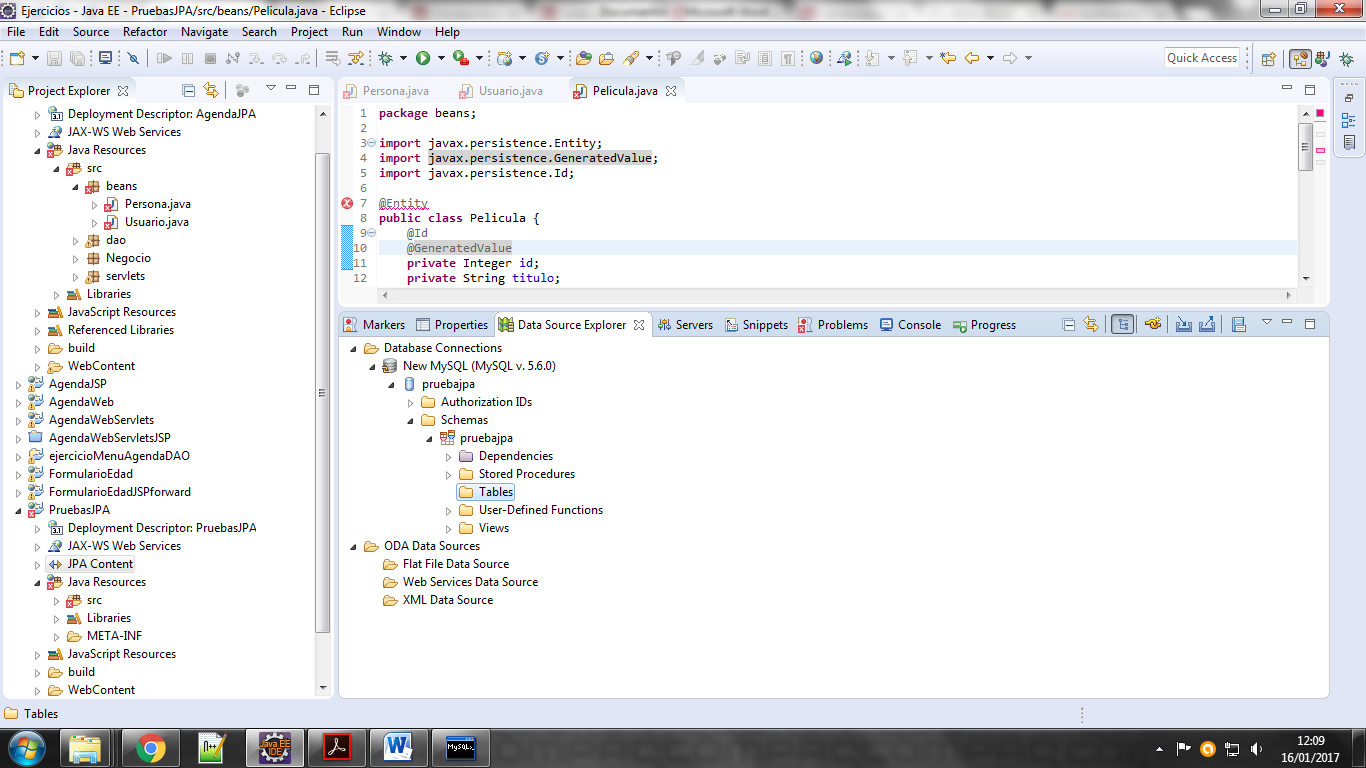 Ejercicios - Java EE - PruebasJPA/src/beans/Pelicula.java - Eclipse
File Edit Source Refactor Navigate Search Project Run Window Help
Quick Access
Project Explorer
Deployment Descriptor: AgendaJPA
JAX-WS Web Services
Java Resources
src
beans
Persona.java
Usuario.java
dao
Negocio
servlets
Libraries
JavaScript Resources
Referenced Libraries
build
WebContent
AgendaJSP
AgendaWeb
AgendaWebServlets
AgendaWebServletsJSP
ejercicioMenuAgendaDAO
FormularioEdad
FormularioEdadJSPforward
PruebasJPA
Deployment Descriptor: PruebasJPA
JAX-WS Web Services
JPA Content
Java Resources
src
Libraries
META-INF
JavaScript Resources
build
WebContent
Persona.java Usuario.java Pelicula.java
1 package beans;
2
3 import javax.persistence.Entity;
4 import javax.persistence.GeneratedValue;
5 import javax.persistence.Id;
6
7 @Entity
8 public class Pelicula {
9 @Id
10 @GeneratedValue
11 private Integer id;
12 private String titulo;
Markers Properties Data Source Explorer Servers Snippets Problems Console Progress
Database Connections
New MySQL (MySQL v. 5.6.0)
pruebajpa
Authorization IDs
Schemas
pruebajpa
Dependencies
Stored Procedures
Tables
User-Defined Functions
Views
ODA Data Sources
Flat File Data Source
Web Services Data Source
XML Data Source
Tables
12:09
16/01/2017